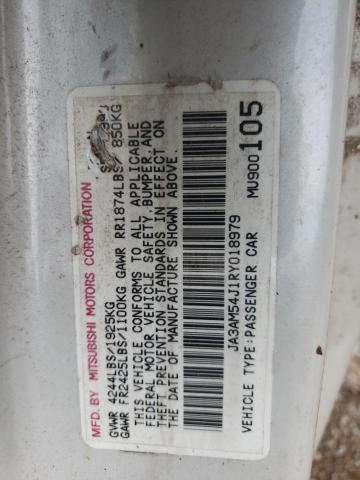 MFD. BY MITSUBISHI MOTORS CORPORATION
GVWR 4244LBS/1925KG
GAWR FR2425LBS/1100KG GAWR RR1874LBS 850KG
THIS VEHICLE CONFORMS TO ALL APPLICABLE
FEDERAL MOTOR VEHICLE SAFETY, BUMPER, AND
THEFT PREVENTION STANDARDS IN EFFECT ON
THE DATE OF MANUFACTURE SHOWN ABOVE.
JA3AM54J1RY018979
VEHICLE TYPE:PASSENGER CAR
MU900105